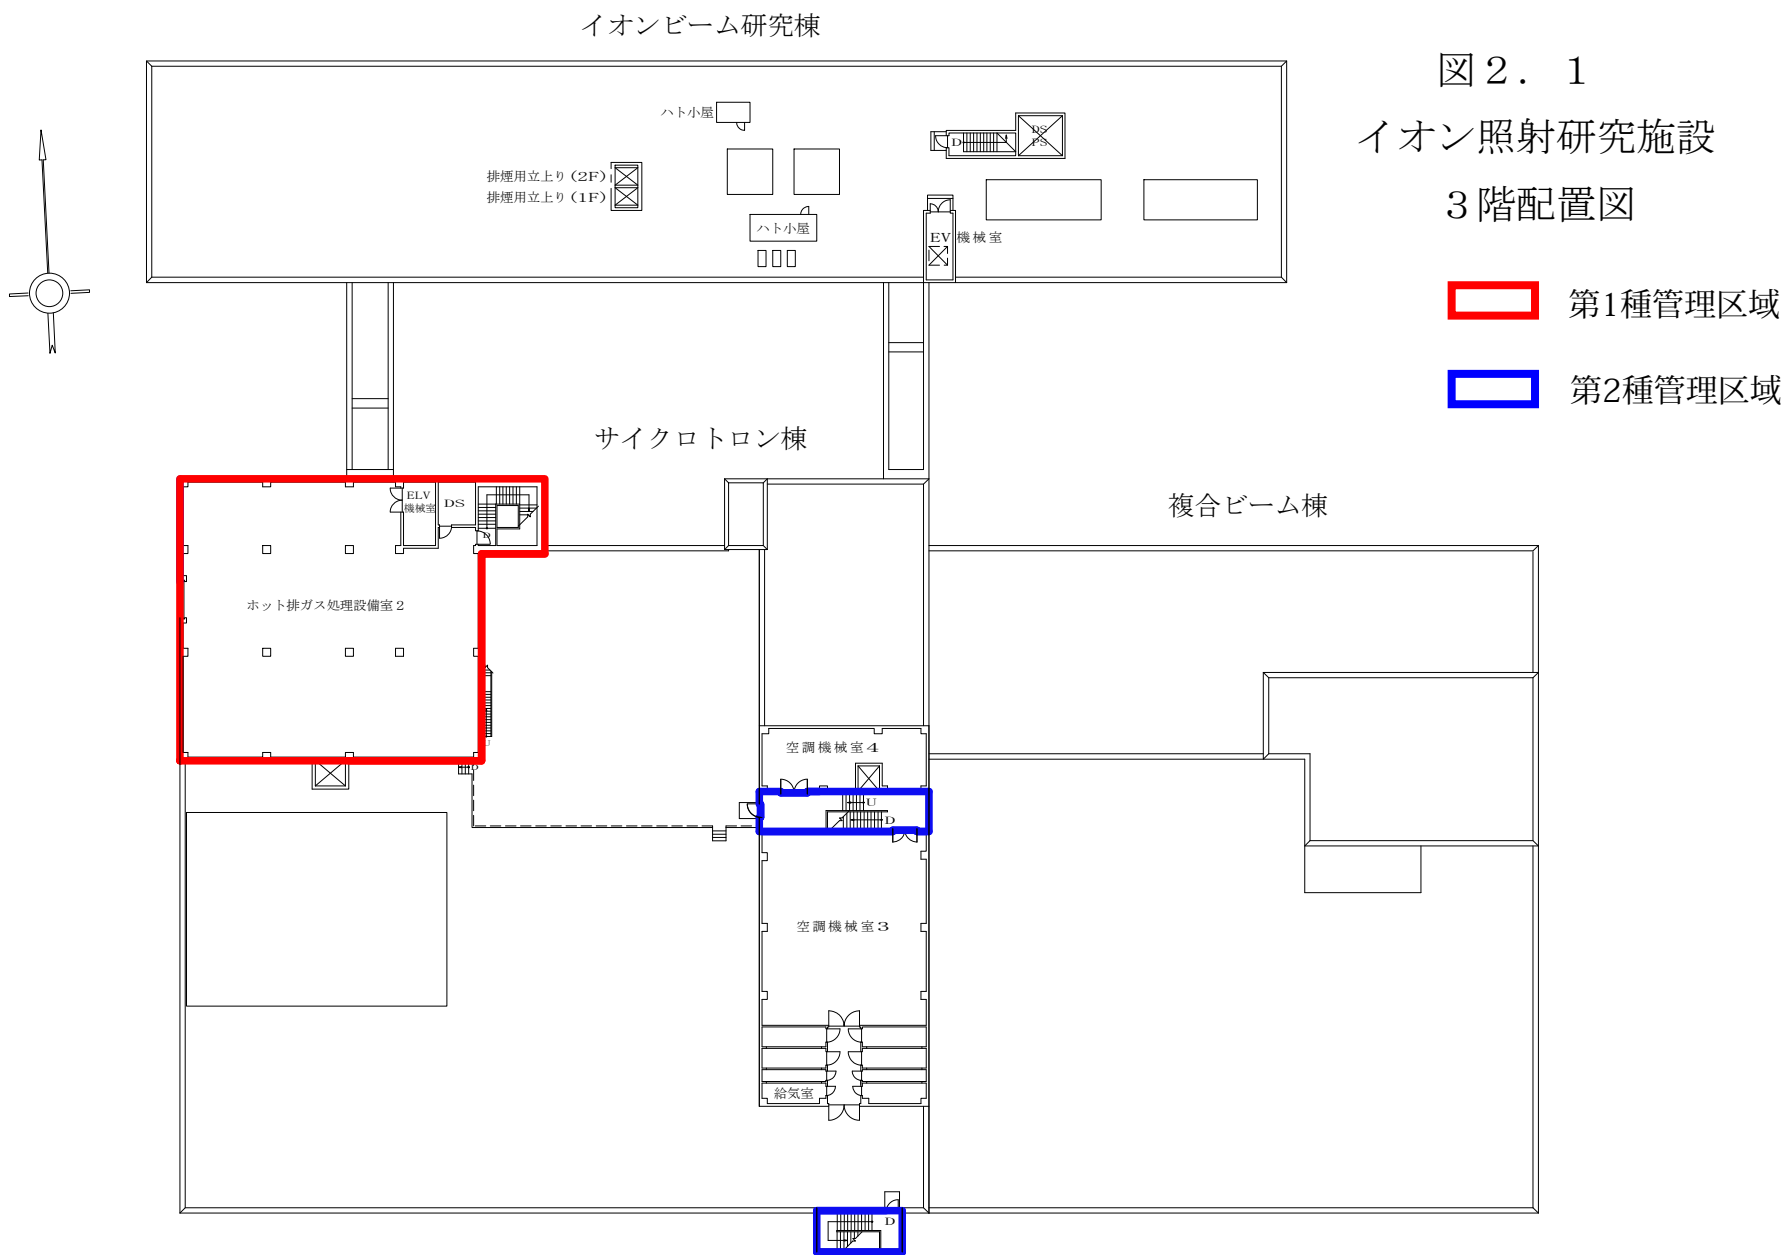 イオンビーム研究棟
図２．１
イオン照射研究施設
３階配置図
第1種管理区域
第2種管理区域
ハト小屋
排煙用立上り(2F)
排煙用立上り(1F)
ハト小屋
D
DS
PS
EV 機械室
サイクロトロン棟
複合ビーム棟
ELV
機械室
DS
D
ホット排ガス処理設備室２
U
D
空調機械室４
U
D
空調機械室３
給気室
D